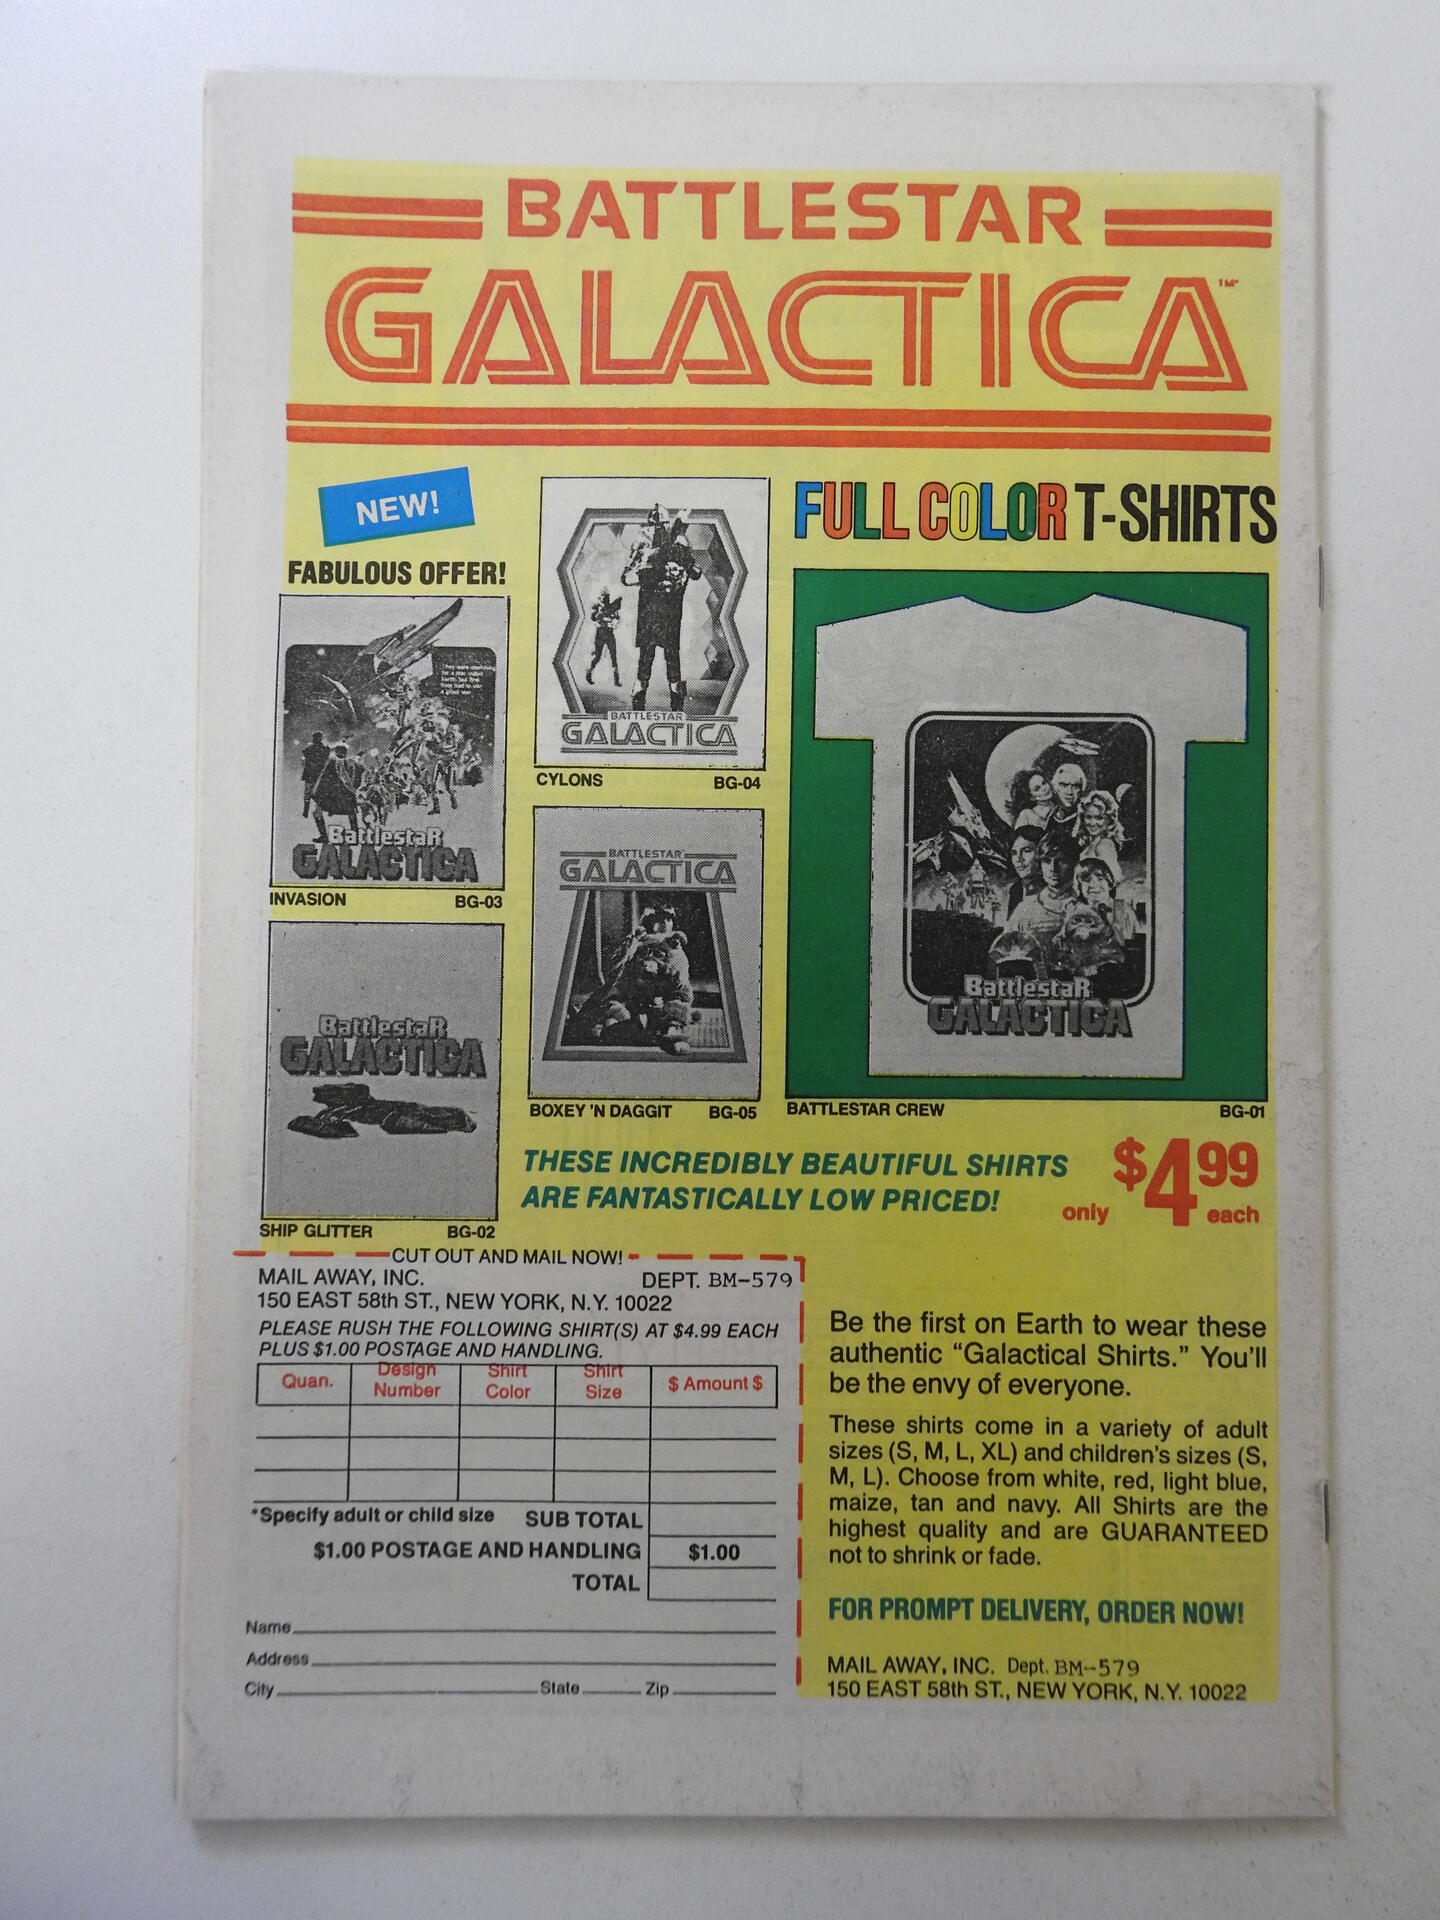 BATTLESTAR
GALACTICA™
NEW!
FABULOUS OFFER!
FULL COLOR T-SHIRTS
Battlestar
GALACTICA
INVASION BG-03
BATTLESTAR
GALACTICA
CYLONS BG-04
Battlestar
GALACTICA
SHIP GLITTER BG-02
BATTLESTAR
GALACTICA
BOXEY 'N DAGGIT BG-05
Battlestar
GALACTICA
BATTLESTAR CREW BG-01
THESE INCREDIBLY BEAUTIFUL SHIRTS
ARE FANTASTICALLY LOW PRICED!
only $4.99 each
CUT OUT AND MAIL NOW!
MAIL AWAY, INC. DEPT. BM-579
150 EAST 58th ST., NEW YORK, N.Y. 10022
PLEASE RUSH THE FOLLOWING SHIRT(S) AT $4.99 EACH
PLUS $1.00 POSTAGE AND HANDLING.
Quan. Design Number Shirt Color Shirt Size $ Amount $
*Specify adult or child size SUB TOTAL
$1.00 POSTAGE AND HANDLING $1.00
TOTAL
Name
Address
City State Zip
Be the first on Earth to wear these
authentic “Galactical Shirts.” You'll
be the envy of everyone.
These shirts come in a variety of adult
sizes (S, M, L, XL) and children's sizes (S,
M, L). Choose from white, red, light blue,
maize, tan and navy. All Shirts are the
highest quality and are GUARANTEED
not to shrink or fade.
FOR PROMPT DELIVERY, ORDER NOW!
MAIL AWAY, INC. Dept. BM-579
150 EAST 58th ST., NEW YORK, N.Y. 10022